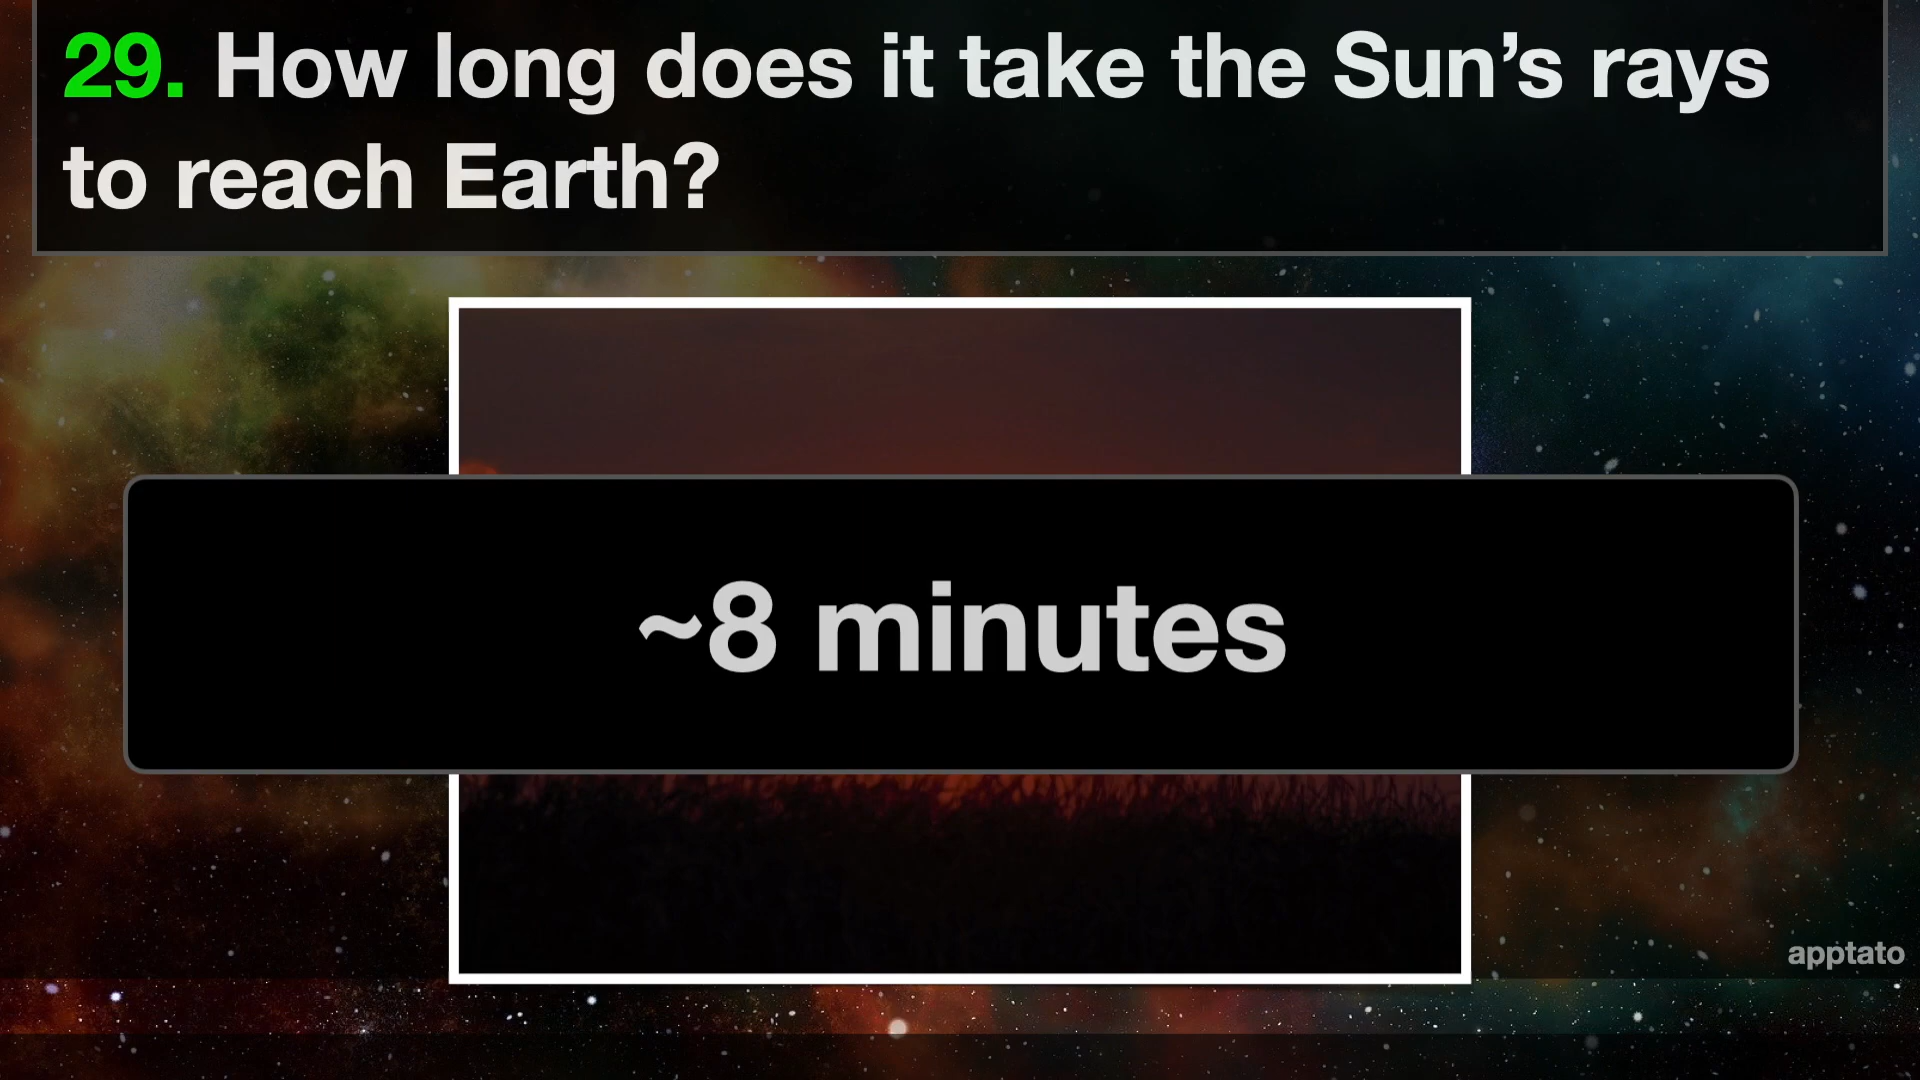 29. How long does it take the Sun’s rays
to reach Earth?
~8 minutes
apptato